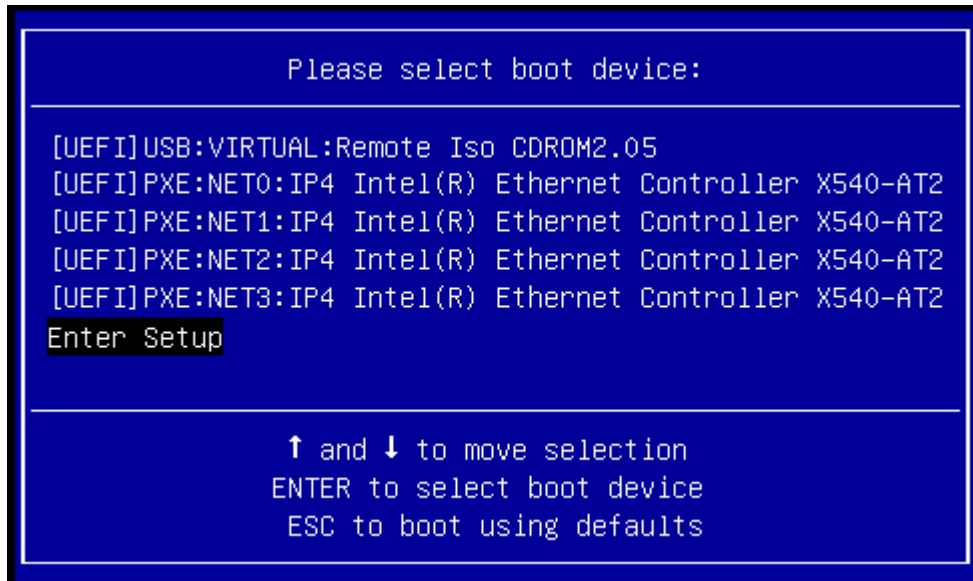 Please select boot device:
[UEFI]USB:VIRTUAL:Remote Iso CDROM2.05
[UEFI]PXE:NET0:IP4 Intel(R) Ethernet Controller X540-AT2
[UEFI]PXE:NET1:IP4 Intel(R) Ethernet Controller X540-AT2
[UEFI]PXE:NET2:IP4 Intel(R) Ethernet Controller X540-AT2
[UEFI]PXE:NET3:IP4 Intel(R) Ethernet Controller X540-AT2
Enter Setup
↑ and ↓ to move selection
ENTER to select boot device
ESC to boot using defaults